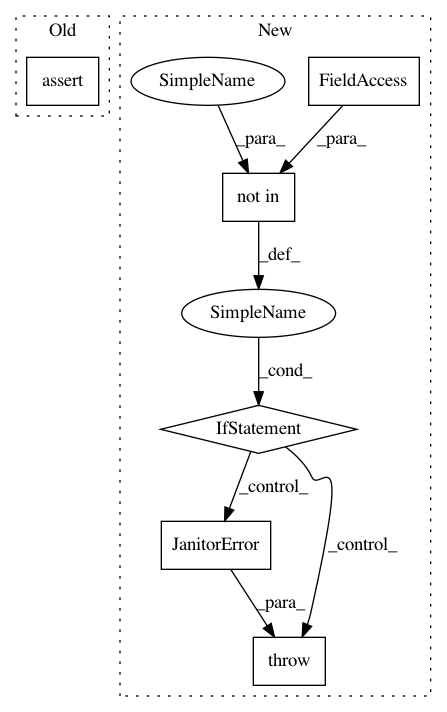 Old
New
assert
SimpleName
FieldAccess
_para_
_para_
not in
_def_
SimpleName
_cond_
IfStatement
_control_
_control_
JanitorError
_para_
throw